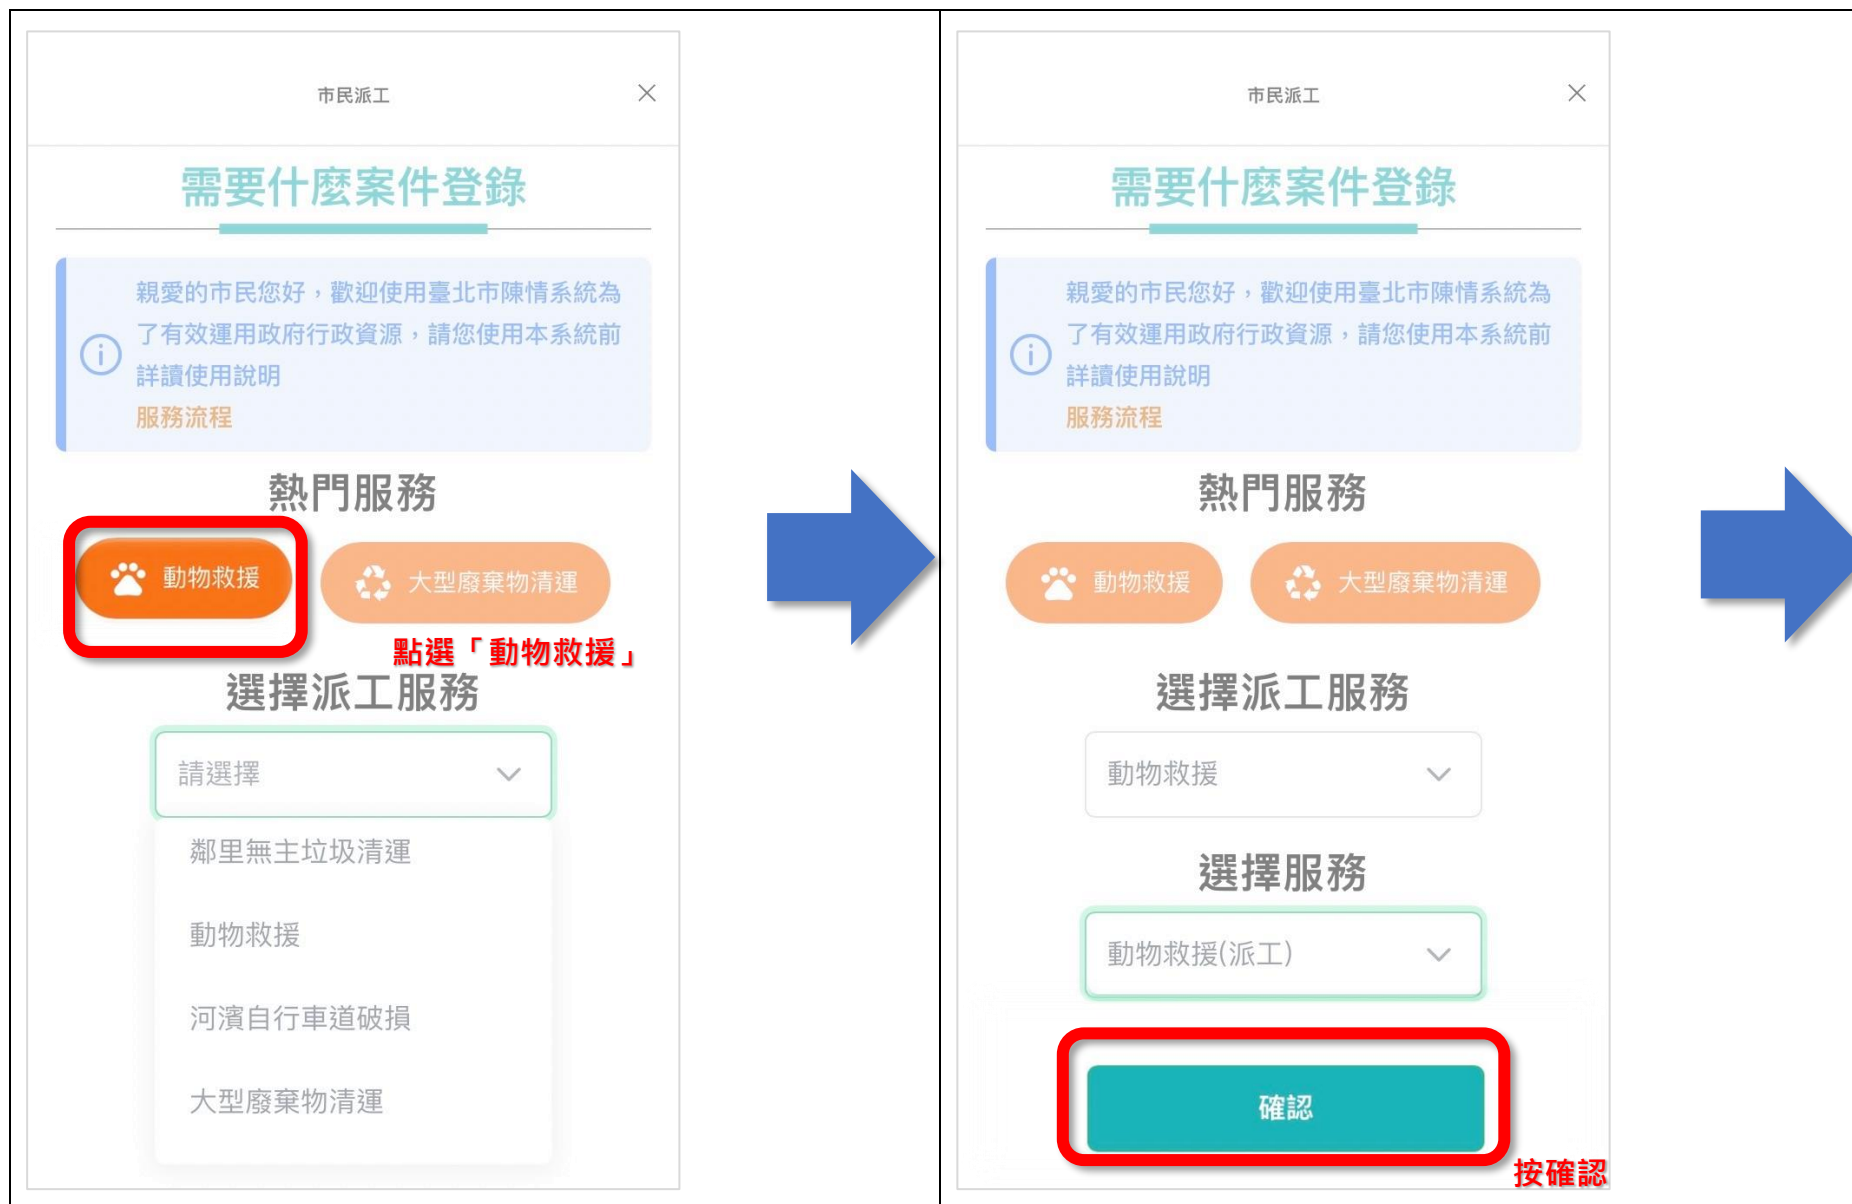 市民派工
需要什麼案件登錄
親愛的市民您好，歡迎使用臺北市陳情系統為
了有效運用政府行政資源，請您使用本系統前
詳讀使用說明
服務流程
熱門服務
動物救援
大型廢棄物清運
點選「動物救援」
選擇派工服務
請選擇
鄰里無主垃圾清運
動物救援
河濱自行車道破損
大型廢棄物清運
市民派工
需要什麼案件登錄
親愛的市民您好，歡迎使用臺北市陳情系統為
了有效運用政府行政資源，請您使用本系統前
詳讀使用說明
服務流程
熱門服務
動物救援
大型廢棄物清運
選擇派工服務
動物救援
選擇服務
動物救援(派工)
確認
按確認